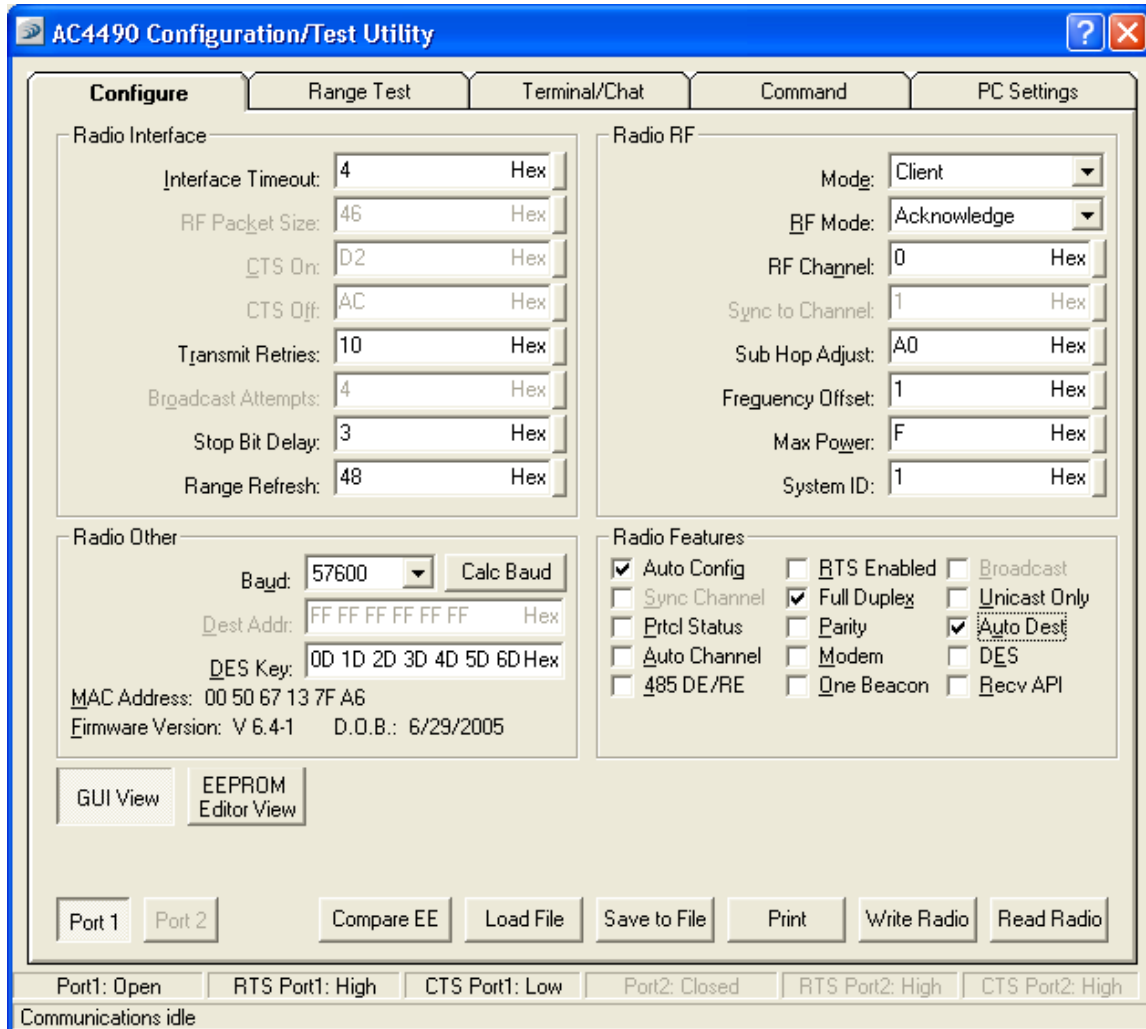 AC4490 Configuration/Test Utility
Configure
Range Test
Terminal/Chat
Command
PC Settings
Radio Interface
Interface Timeout: 4 Hex
RF Packet Size: 46 Hex
CTS On: D2 Hex
CTS Off: AC Hex
Transmit Retries: 10 Hex
Broadcast Attempts: 4 Hex
Stop Bit Delay: 3 Hex
Range Refresh: 48 Hex
Radio RF
Mode: Client
RF Mode: Acknowledge
RF Channel: 0 Hex
Sync to Channel: 1 Hex
Sub Hop Adjust: A0 Hex
Freguency Offset: 1 Hex
Max Power: F Hex
System ID: 1 Hex
Radio Other
Baud: 57600 Calc Baud
Dest Addr: FF FF FF FF FF FF Hex
DES Key: 0D 1D 2D 3D 4D 5D 6D Hex
MAC Address: 00 50 67 13 7F A6
Firmware Version: V 6.4-1 D.O.B.: 6/29/2005
Radio Features
Auto Config RTS Enabled Broadcast
Sync Channel Full Duplex Unicast Only
Prtcl Status Parity Auto Dest
Auto Channel Modem DES
485 DE/RE One Beacon Recv API
GUI View
EEPROM
Editor View
Port 1 Port 2 Compare EE Load File Save to File Print Write Radio Read Radio
Port1: Open RTS Port1: High CTS Port1: Low Port2: Closed RTS Port2: High CTS Port2: High
Communications idle